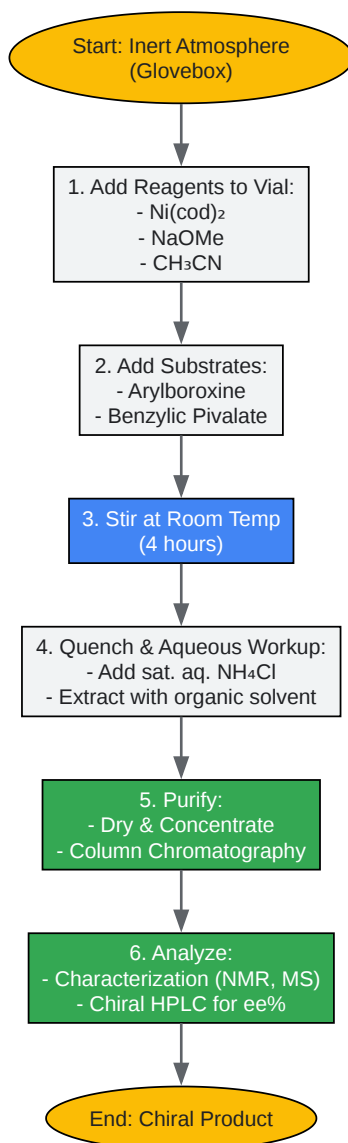 Start: Inert Atmosphere
(Glovebox)
1. Add Reagents to Vial:
- Ni(cod)₂
- NaOMe
- CH₃CN
2. Add Substrates:
- Arylboroxine
- Benzylic Pivalate
3. Stir at Room Temp
(4 hours)
4. Quench & Aqueous Workup:
- Add sat. aq. NH₄Cl
- Extract with organic solvent
5. Purify:
- Dry & Concentrate
- Column Chromatography
6. Analyze:
- Characterization (NMR, MS)
- Chiral HPLC for ee%
End: Chiral Product